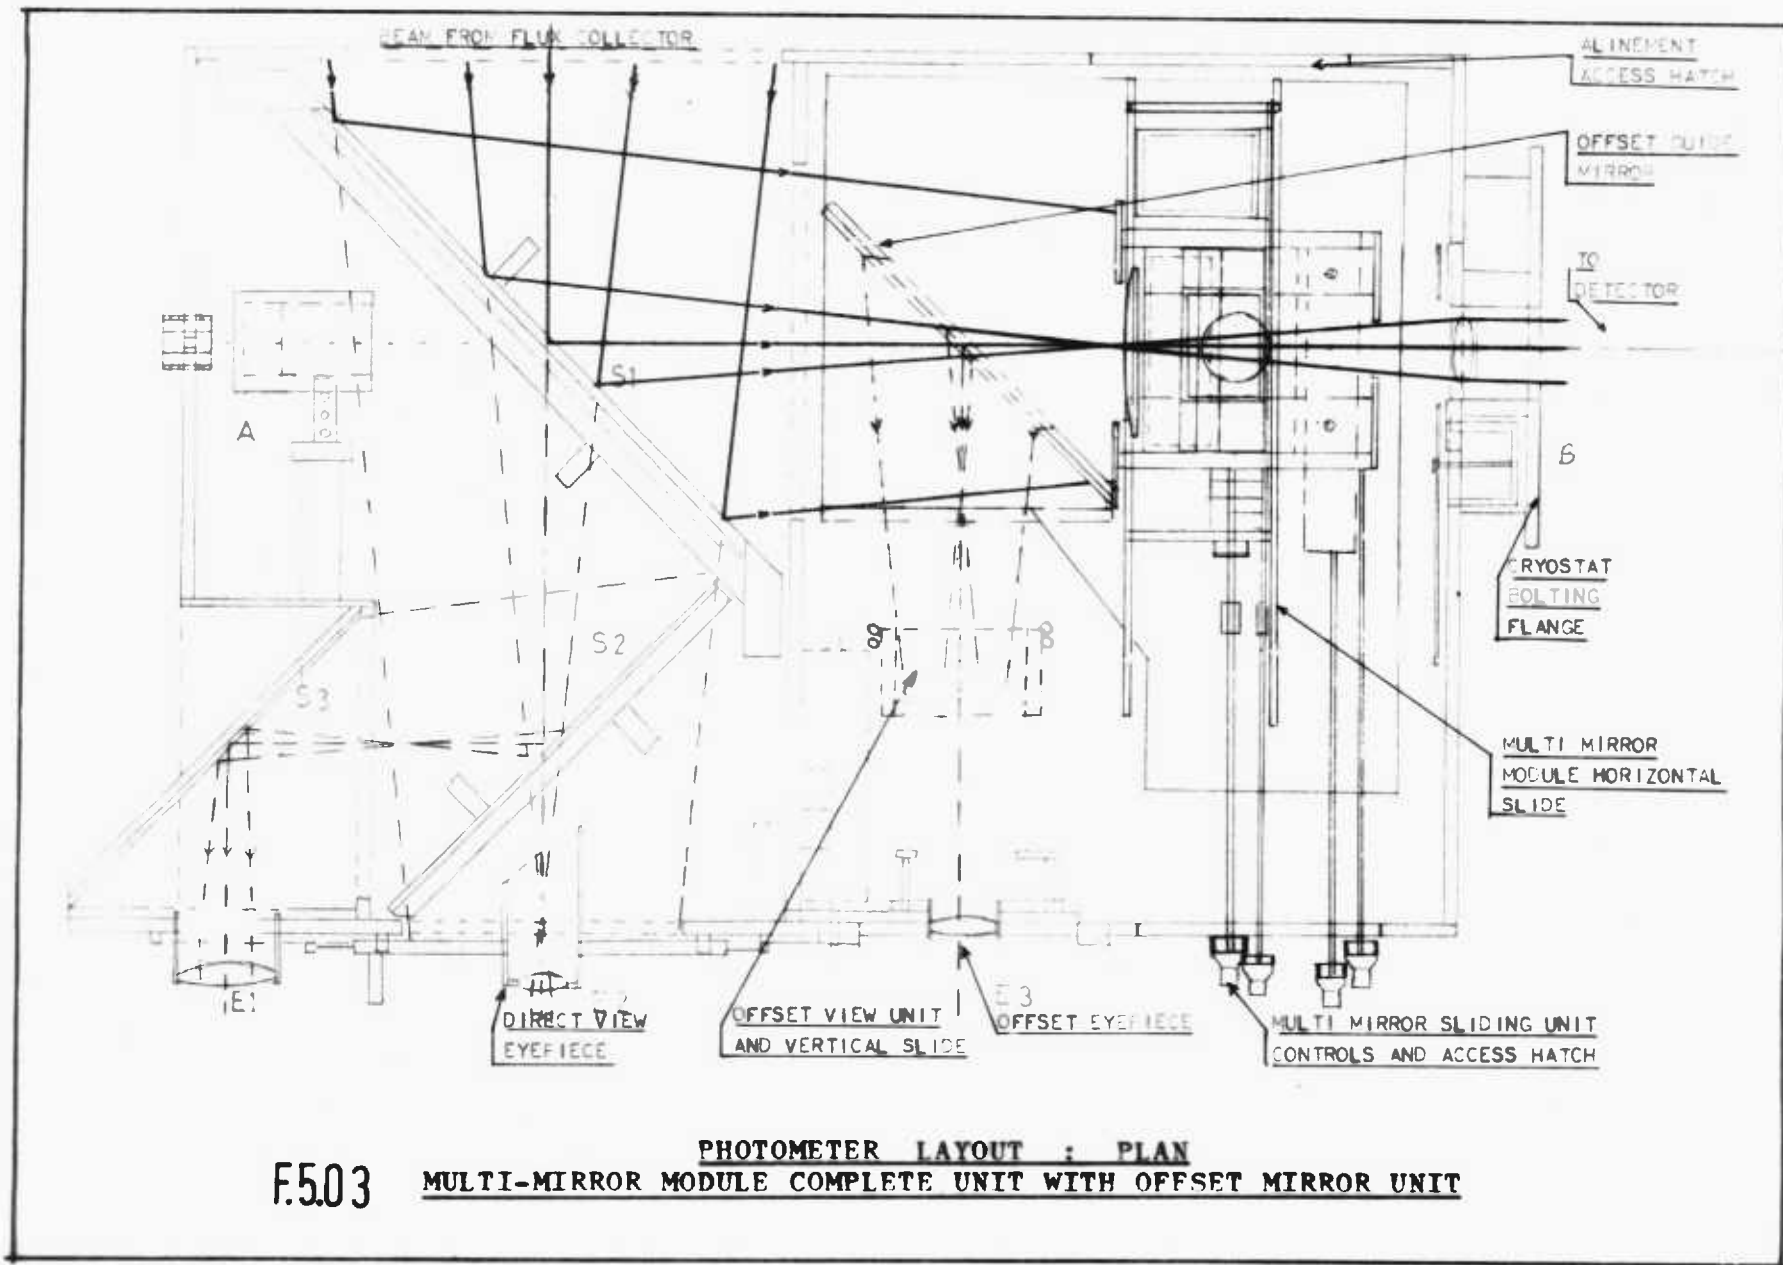 BEAM FROM FLUX COLLECTOR
ALINEMENT
ACCESS HATCH
OFFSET GUIDE
MIRROR
TO
DETECTOR
S1
A
B
CRYOSTAT
BOLTING
FLANGE
S2
S3
MULTI MIRROR
MODULE HORIZONTAL
SLIDE
E1
DIRECT VIEW
EYEPIECE
OFFSET VIEW UNIT
AND VERTICAL SLIDE
E3
OFFSET EYEPIECE
MULTI MIRROR SLIDING UNIT
CONTROLS AND ACCESS HATCH
PHOTOMETER LAYOUT : PLAN
F.5.03 MULTI-MIRROR MODULE COMPLETE UNIT WITH OFFSET MIRROR UNIT